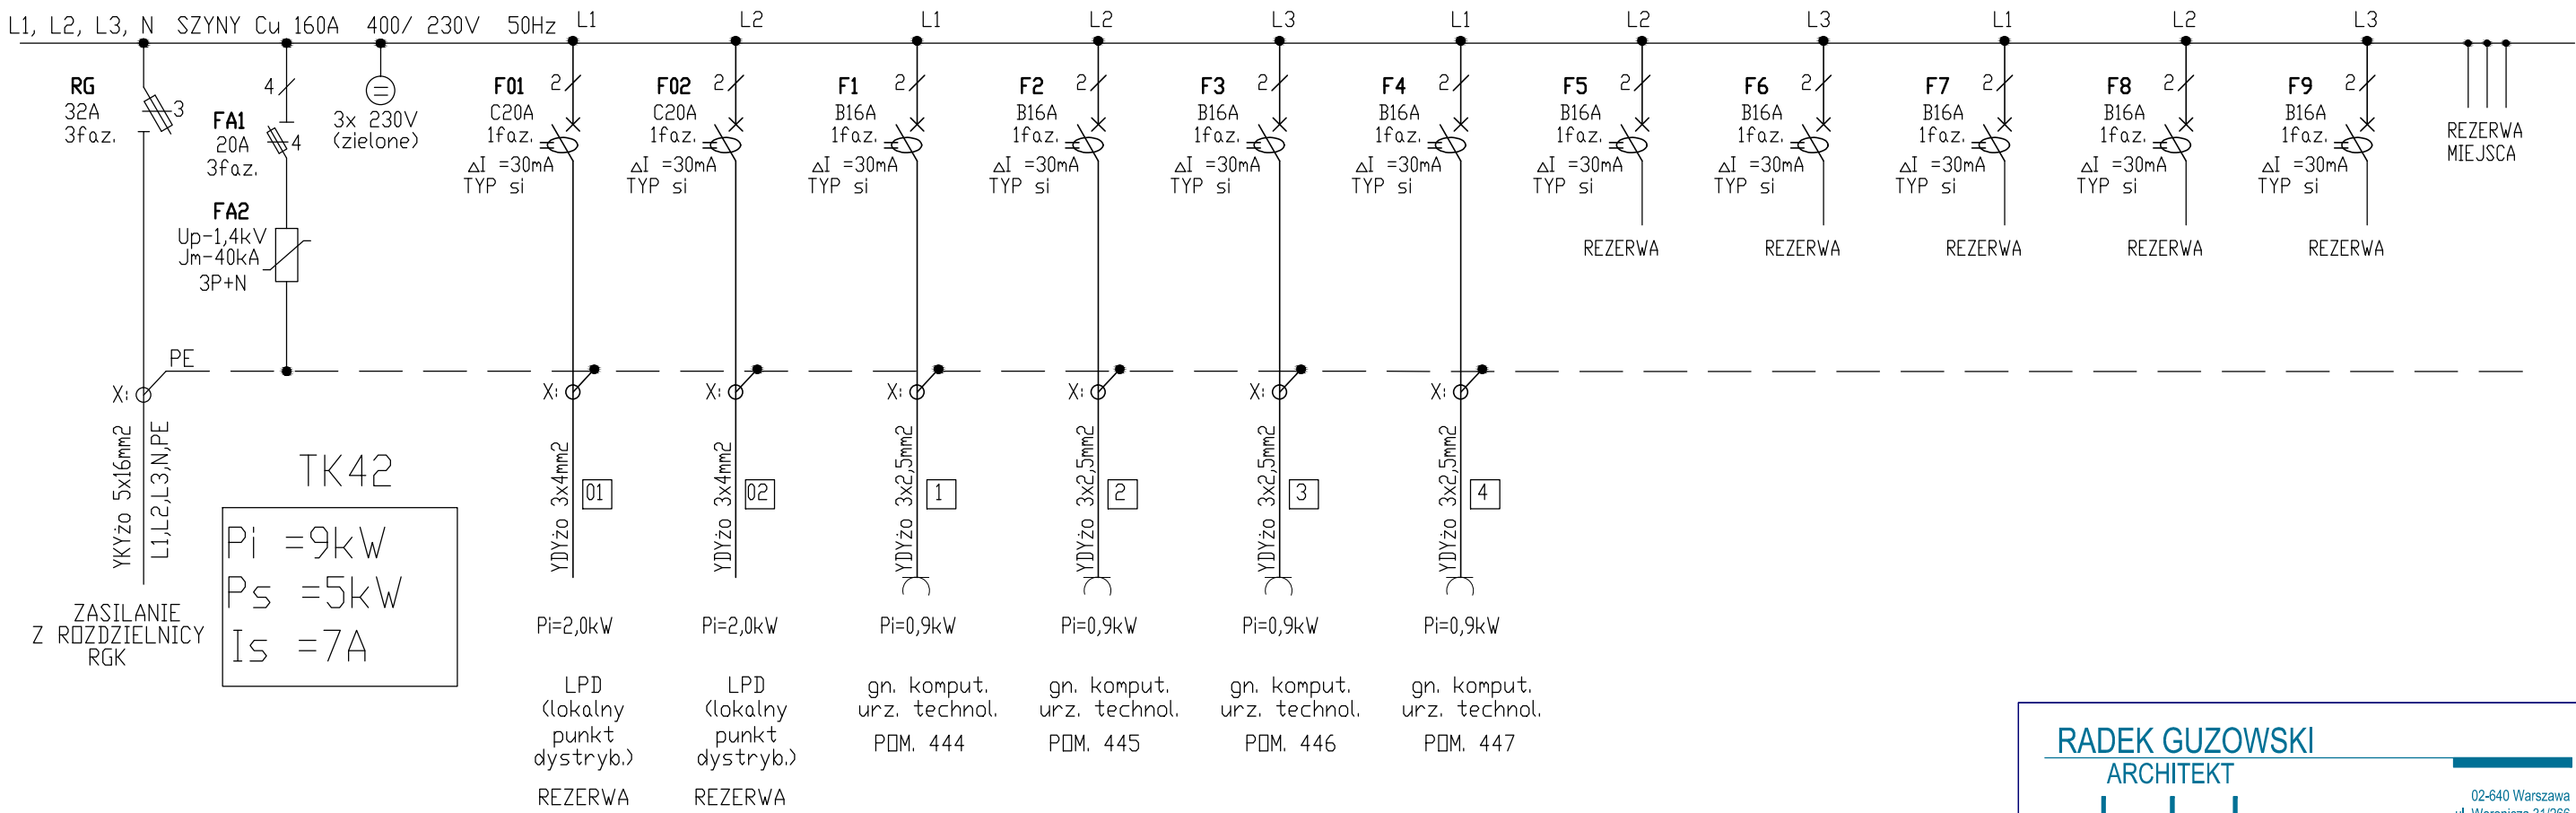 L1, L2, L3, N SZYNY Cu 160A 400/ 230V 50Hz
L1
L2
L1
L2
L3
L1
L2
L3
L1
L2
L3
RG
32A
3faz.
3
4
FA1
20A
3faz.
4
FA2
Up-1,4kV
Jm-40kA
3P+N
3x 230V
(zielone)
F01
2
C20A
1faz.
ΔI =30mA
TYP si
F02
2
C20A
1faz.
ΔI =30mA
TYP si
F1
2
B16A
1faz.
ΔI =30mA
TYP si
F2
2
B16A
1faz.
ΔI =30mA
TYP si
F3
2
B16A
1faz.
ΔI =30mA
TYP si
F4
2
B16A
1faz.
ΔI =30mA
TYP si
F5
2
B16A
1faz.
ΔI =30mA
TYP si
REZERWA
F6
2
B16A
1faz.
ΔI =30mA
TYP si
REZERWA
F7
2
B16A
1faz.
ΔI =30mA
TYP si
REZERWA
F8
2
B16A
1faz.
ΔI =30mA
TYP si
REZERWA
F9
2
B16A
1faz.
ΔI =30mA
TYP si
REZERWA
REZERWA
MIEJSCA
PE
X:
X:
X:
X:
X:
X:
X:
YKYżo 5x16mm2
L1,L2,L3,N,PE
ZASILANIE
Z ROZDZIELNICY
RGK
TK42
Pi =9kW
Ps =5kW
Is =7A
YDYżo 3x4mm2
01
Pi=2,0kW
LPD
(lokalny
punkt
dystryb.)
REZERWA
YDYżo 3x4mm2
02
Pi=2,0kW
LPD
(lokalny
punkt
dystryb.)
REZERWA
YDYżo 3x2,5mm2
1
Pi=0,9kW
gn. komput.
urz. technol.
POM. 444
YDYżo 3x2,5mm2
2
Pi=0,9kW
gn. komput.
urz. technol.
POM. 445
YDYżo 3x2,5mm2
3
Pi=0,9kW
gn. komput.
urz. technol.
POM. 446
YDYżo 3x2,5mm2
4
Pi=0,9kW
gn. komput.
urz. technol.
POM. 447
RADEK GUZOWSKI
ARCHITEKT
02-640 Warszawa